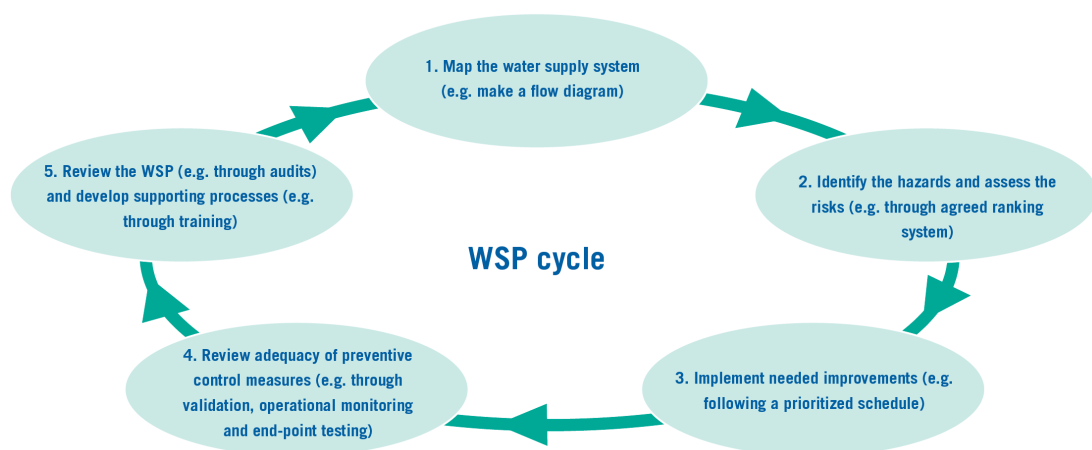 1. Map the water supply system
(e.g. make a flow diagram)
5. Review the WSP (e.g. through audits)
and develop supporting processes (e.g.
through training)
2. Identify the hazards and assess the
risks (e.g. through agreed ranking
system)
WSP cycle
4. Review adequacy of preventive
control measures (e.g. through
validation, operational monitoring
and end-point testing)
3. Implement needed improvements (e.g.
following a prioritized schedule)